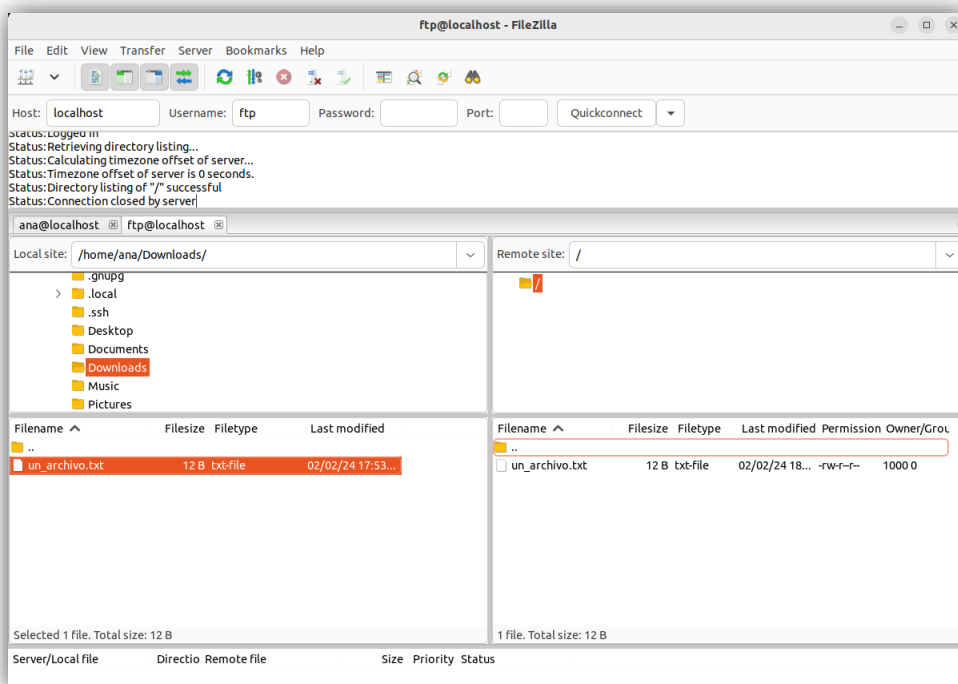 ftp@localhost - FileZilla
File Edit View Transfer Server Bookmarks Help
Host: localhost Username: ftp Password: Port: Quickconnect
Status:Logged in
Status:Retrieving directory listing...
Status:Calculating timezone offset of server...
Status:Timezone offset of server is 0 seconds.
Status:Directory listing of "/" successful
Status:Connection closed by server
ana@localhost ftp@localhost
Local site: /home/ana/Downloads/ Remote site: /
.gnupg /
.local
.ssh
Desktop
Documents
Downloads
Music
Pictures
Filename Filesize Filetype Last modified
..
un_archivo.txt 12 B txt-file 02/02/24 17:53...
Selected 1 file. Total size: 12 B
Filename Filesize Filetype Last modified Permission Owner/Grou
..
un_archivo.txt 12 B txt-file 02/02/24 18... -rw-r--r-- 1000 0
1 file. Total size: 12 B
Server/Local file Directio Remote file Size Priority Status